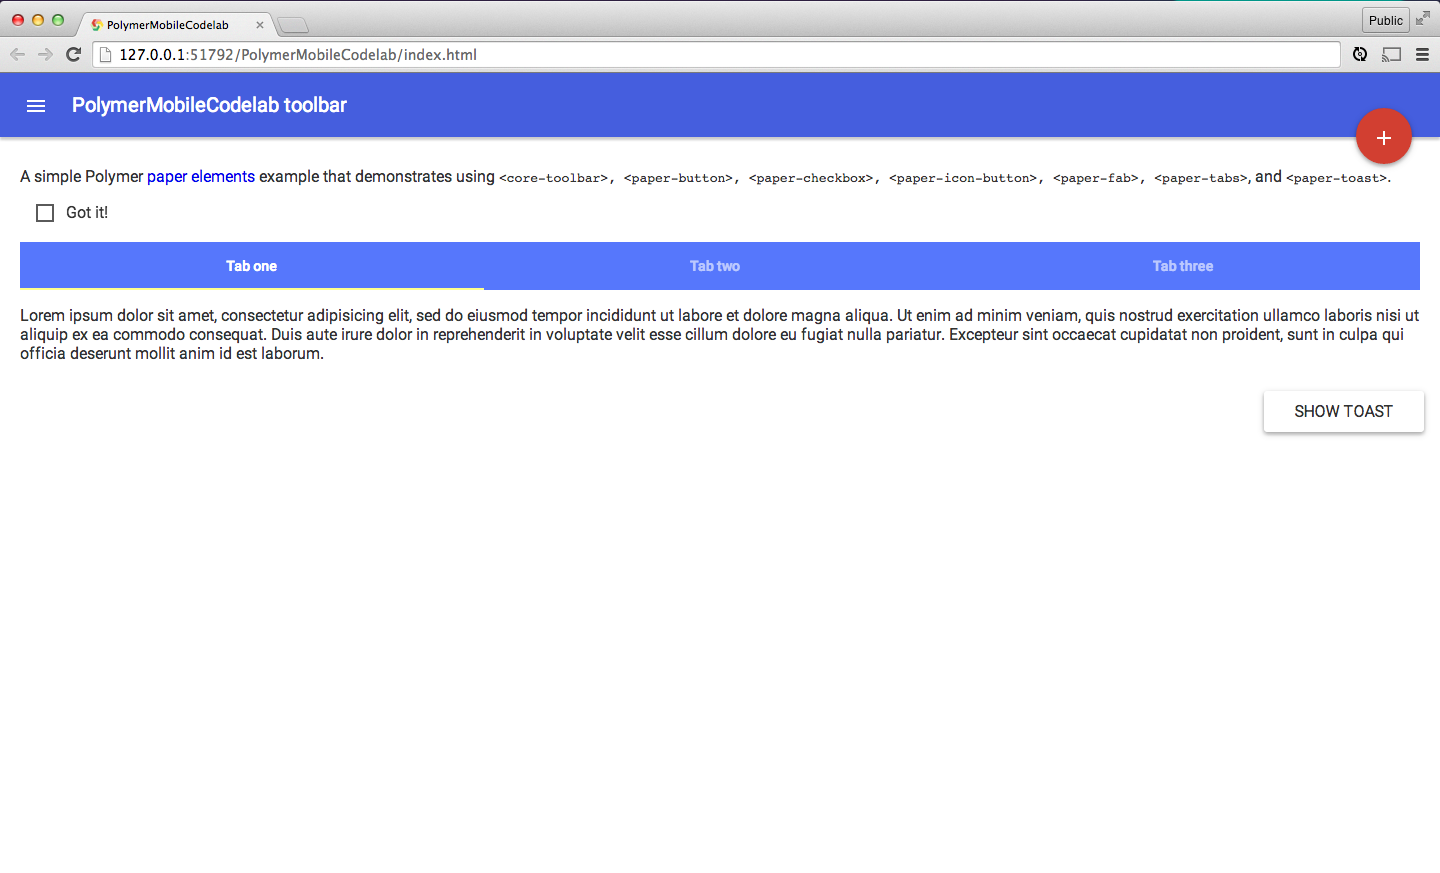 PolymerMobileCodelab
Public
127.0.0.1:51792/PolymerMobileCodelab/index.html
PolymerMobileCodelab toolbar
A simple Polymer paper elements example that demonstrates using <core-toolbar>, <paper-button>, <paper-checkbox>, <paper-icon-button>, <paper-fab>, <paper-tabs>, and <paper-toast>.
Got it!
Tab one Tab two Tab three
Lorem ipsum dolor sit amet, consectetur adipisicing elit, sed do eiusmod tempor incididunt ut labore et dolore magna aliqua. Ut enim ad minim veniam, quis nostrud exercitation ullamco laboris nisi ut
aliquip ex ea commodo consequat. Duis aute irure dolor in reprehenderit in voluptate velit esse cillum dolore eu fugiat nulla pariatur. Excepteur sint occaecat cupidatat non proident, sunt in culpa qui
officia deserunt mollit anim id est laborum.
SHOW TOAST